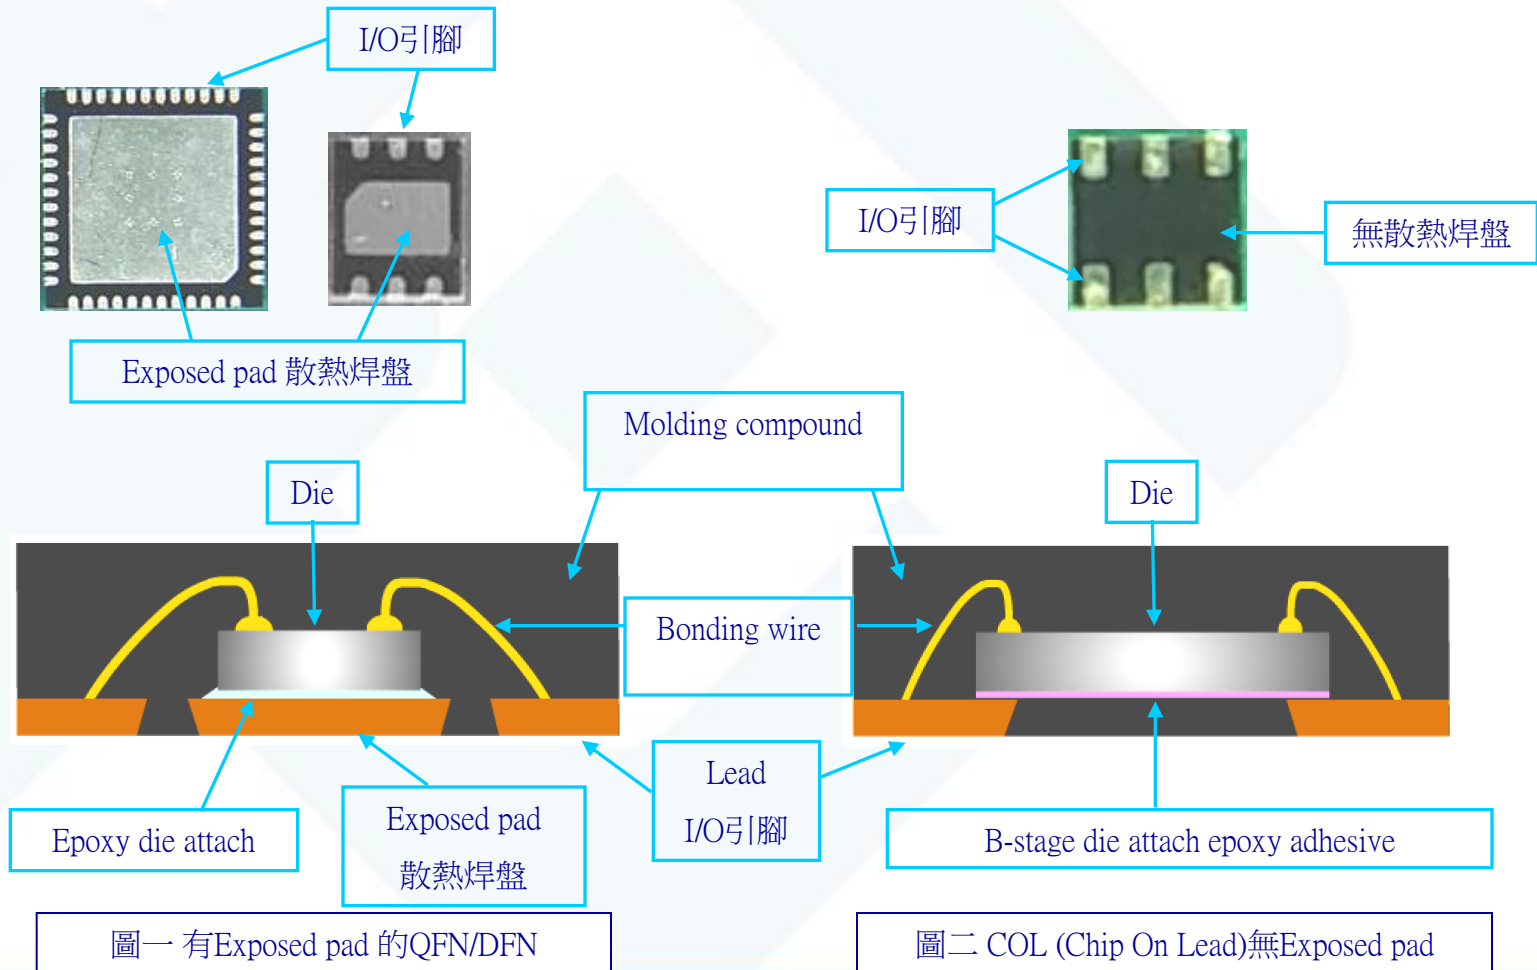 I/O引腳
I/O引腳
無散熱焊盤
Exposed pad 散熱焊盤
Molding compound
Die
Die
Bonding wire
Lead
I/O引腳
Epoxy die attach
Exposed pad
散熱焊盤
B-stage die attach epoxy adhesive
圖一 有Exposed pad 的QFN/DFN
圖二 COL (Chip On Lead)無Exposed pad